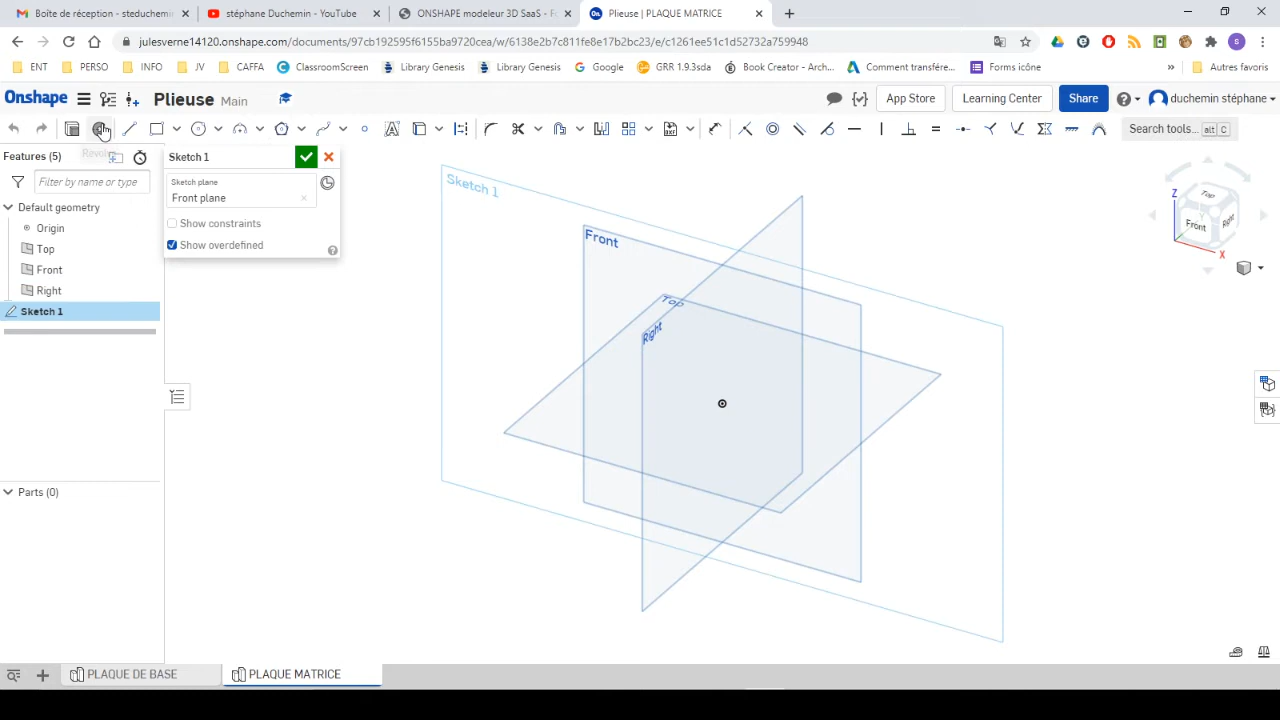 Boîte de réception - steduchemin
stéphane Duchemin - YouTube
ONSHAPE modeleur 3D SaaS - Fo
Plieuse | PLAQUE MATRICE
julesverne14120.onshape.com/documents/97cb192595f6155ba9720cea/w/6138e2b7c811fe8e17b2bc23/e/c1261ee51c1d52732a759948
ENT
PERSO
INFO
JV
CAFFA
ClassroomScreen
Library Genesis
Library Genesis
Google
GRR 1.9.3sda
Book Creator - Arch...
Comment transfére...
Forms icône
»
Autres favoris
Onshape
Plieuse Main
App Store
Learning Center
Share
duchemin stéphane
Search tools... alt C
Revolve
Features (5)
Filter by name or type
Default geometry
Origin
Top
Front
Right
Sketch 1
Parts (0)
Sketch 1
Sketch plane
Front plane
Show constraints
Show overdefined
Sketch 1
Front
Top
Right
Z
Top
Front
Right
X
PLAQUE DE BASE
PLAQUE MATRICE